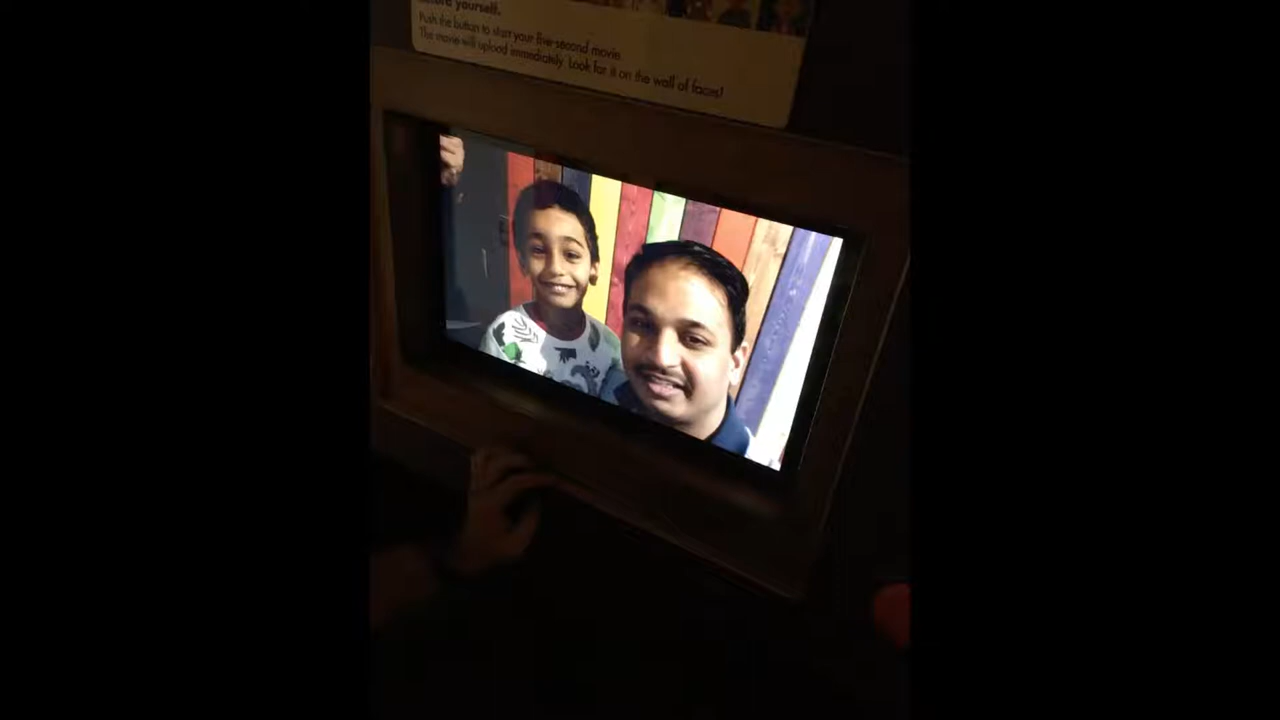 yourself.
Push the button to start your five-second movie.
The movie will upload immediately. Look for it on the wall of faces!